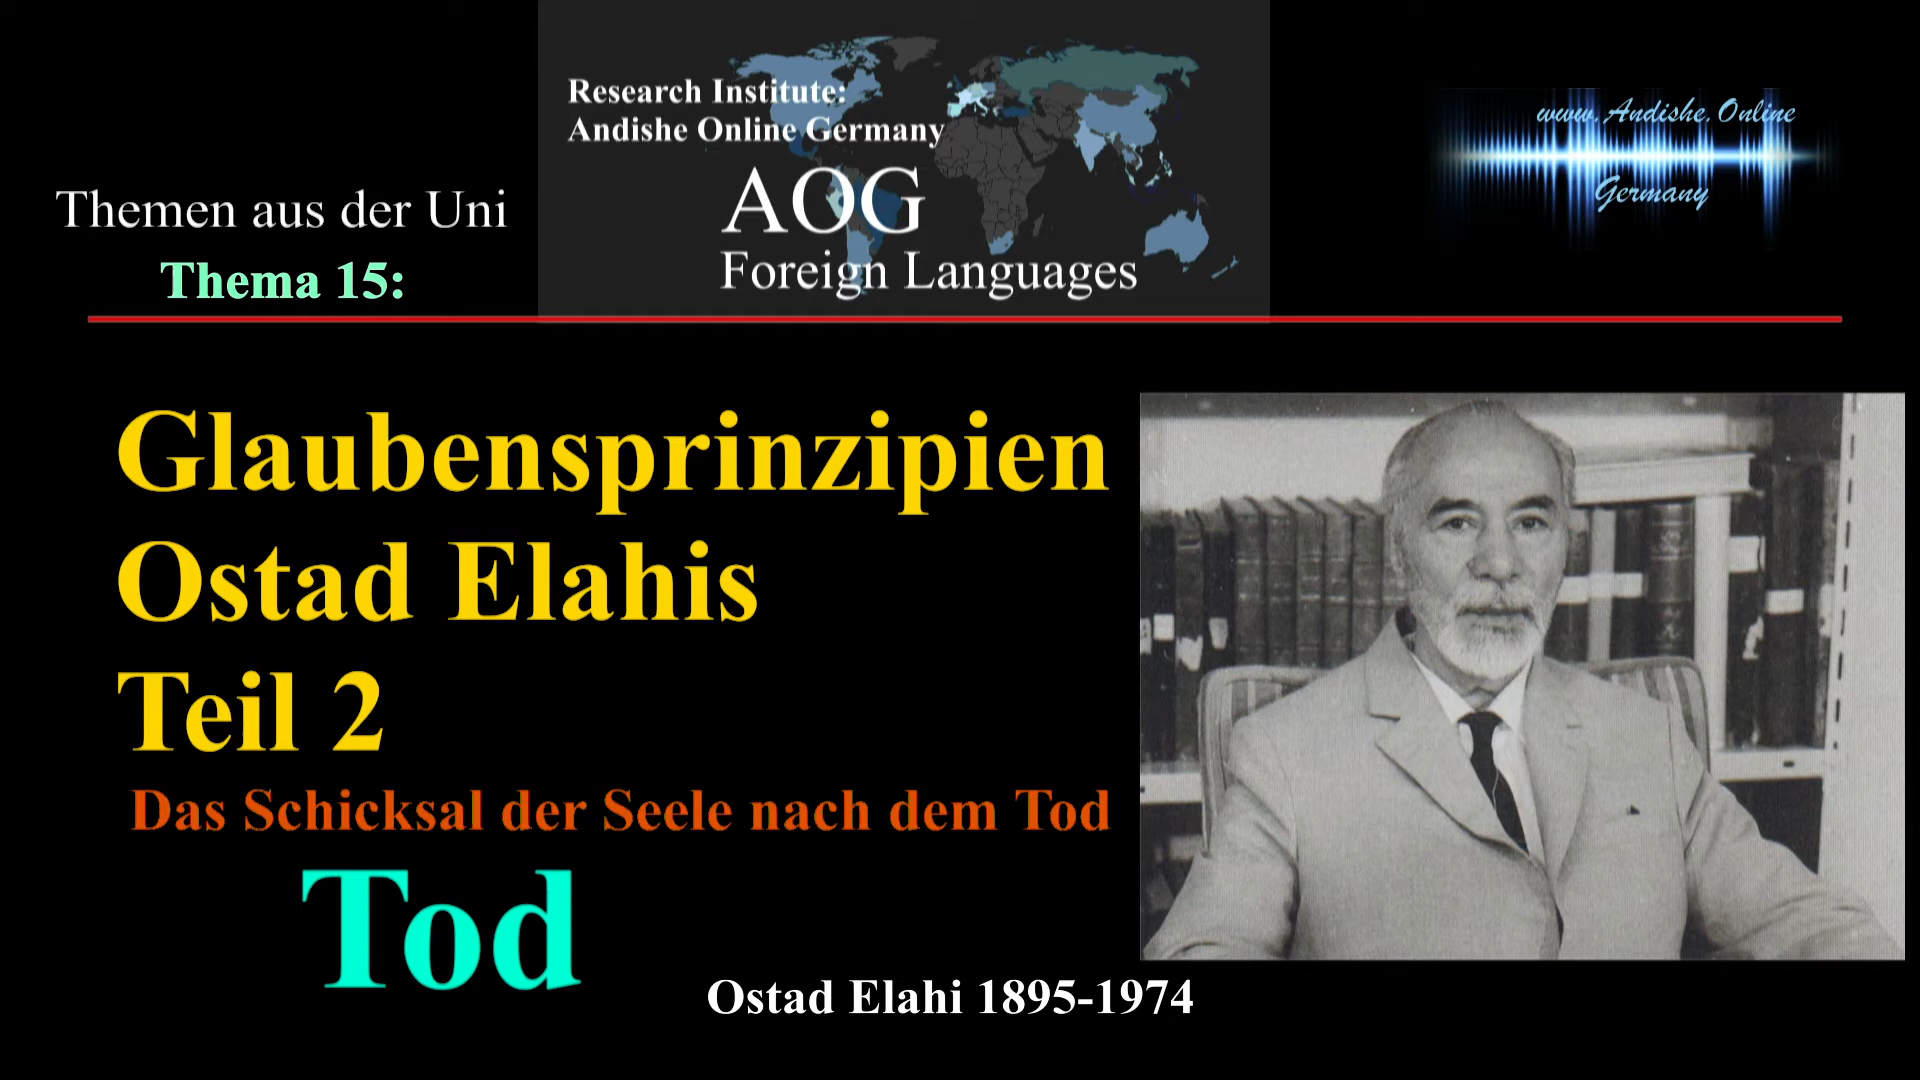 Research Institute:
Andishe Online Germany
AOG
Foreign Languages
www.Andishe.Online
Germany
Themen aus der Uni
Thema 15:
Glaubensprinzipien
Ostad Elahis
Teil 2
Das Schicksal der Seele nach dem Tod
Tod
Ostad Elahi 1895-1974